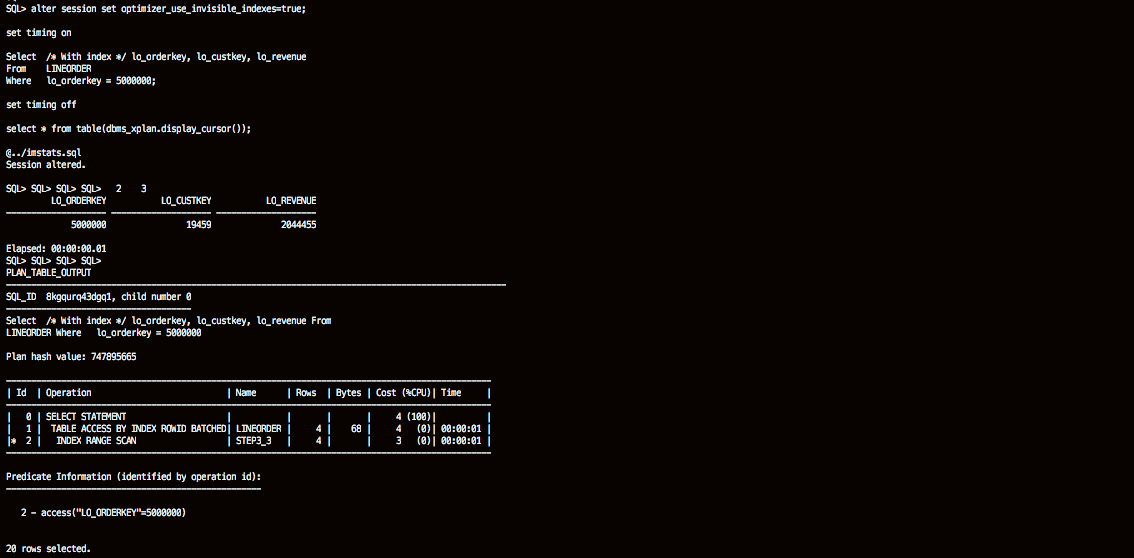 SQL> alter session set optimizer_use_invisible_indexes=true;
set timing on
Select  /* With index */ lo_orderkey, lo_custkey, lo_revenue
From    LINEORDER
Where   lo_orderkey = 5000000;
set timing off
select * from table(dbms_xplan.display_cursor());
@../imstats.sql
Session altered.
SQL> SQL> SQL> SQL>   2    3
         LO_ORDERKEY           LO_CUSTKEY           LO_REVENUE
-------------------- -------------------- --------------------
             5000000                19459              2044455
Elapsed: 00:00:00.01
SQL> SQL> SQL> SQL>
PLAN_TABLE_OUTPUT
----------------------------------------------------------------------------------------------------
SQL_ID  8kgqurq43dgq1, child number 0
-------------------------------------
Select  /* With index */ lo_orderkey, lo_custkey, lo_revenue From
LINEORDER Where   lo_orderkey = 5000000
Plan hash value: 747895665
-------------------------------------------------------------------------------------------------
| Id  | Operation                           | Name      | Rows  | Bytes | Cost (%CPU)| Time     |
-------------------------------------------------------------------------------------------------
|   0 | SELECT STATEMENT                    |           |       |       |     4 (100)|          |
|   1 |  TABLE ACCESS BY INDEX ROWID BATCHED| LINEORDER |     4 |    68 |     4   (0)| 00:00:01 |
|*  2 |   INDEX RANGE SCAN                  | STEP3_3   |     4 |       |     3   (0)| 00:00:01 |
-------------------------------------------------------------------------------------------------
Predicate Information (identified by operation id):
---------------------------------------------------
   2 - access("LO_ORDERKEY"=5000000)
20 rows selected.